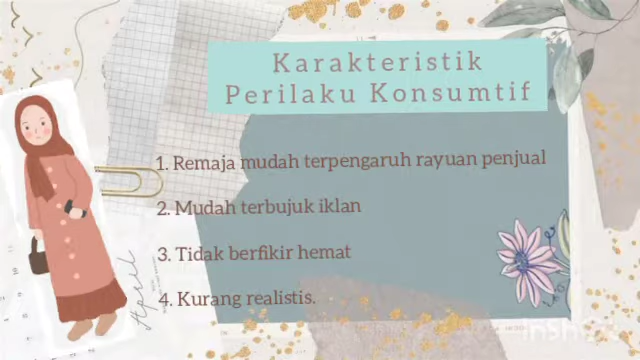 Karakteristik
Perilaku Konsumtif
1. Remaja mudah terpengaruh rayuan penjual
2. Mudah terbujuk iklan
3. Tidak berfikir hemat
4. Kurang realistis.
April